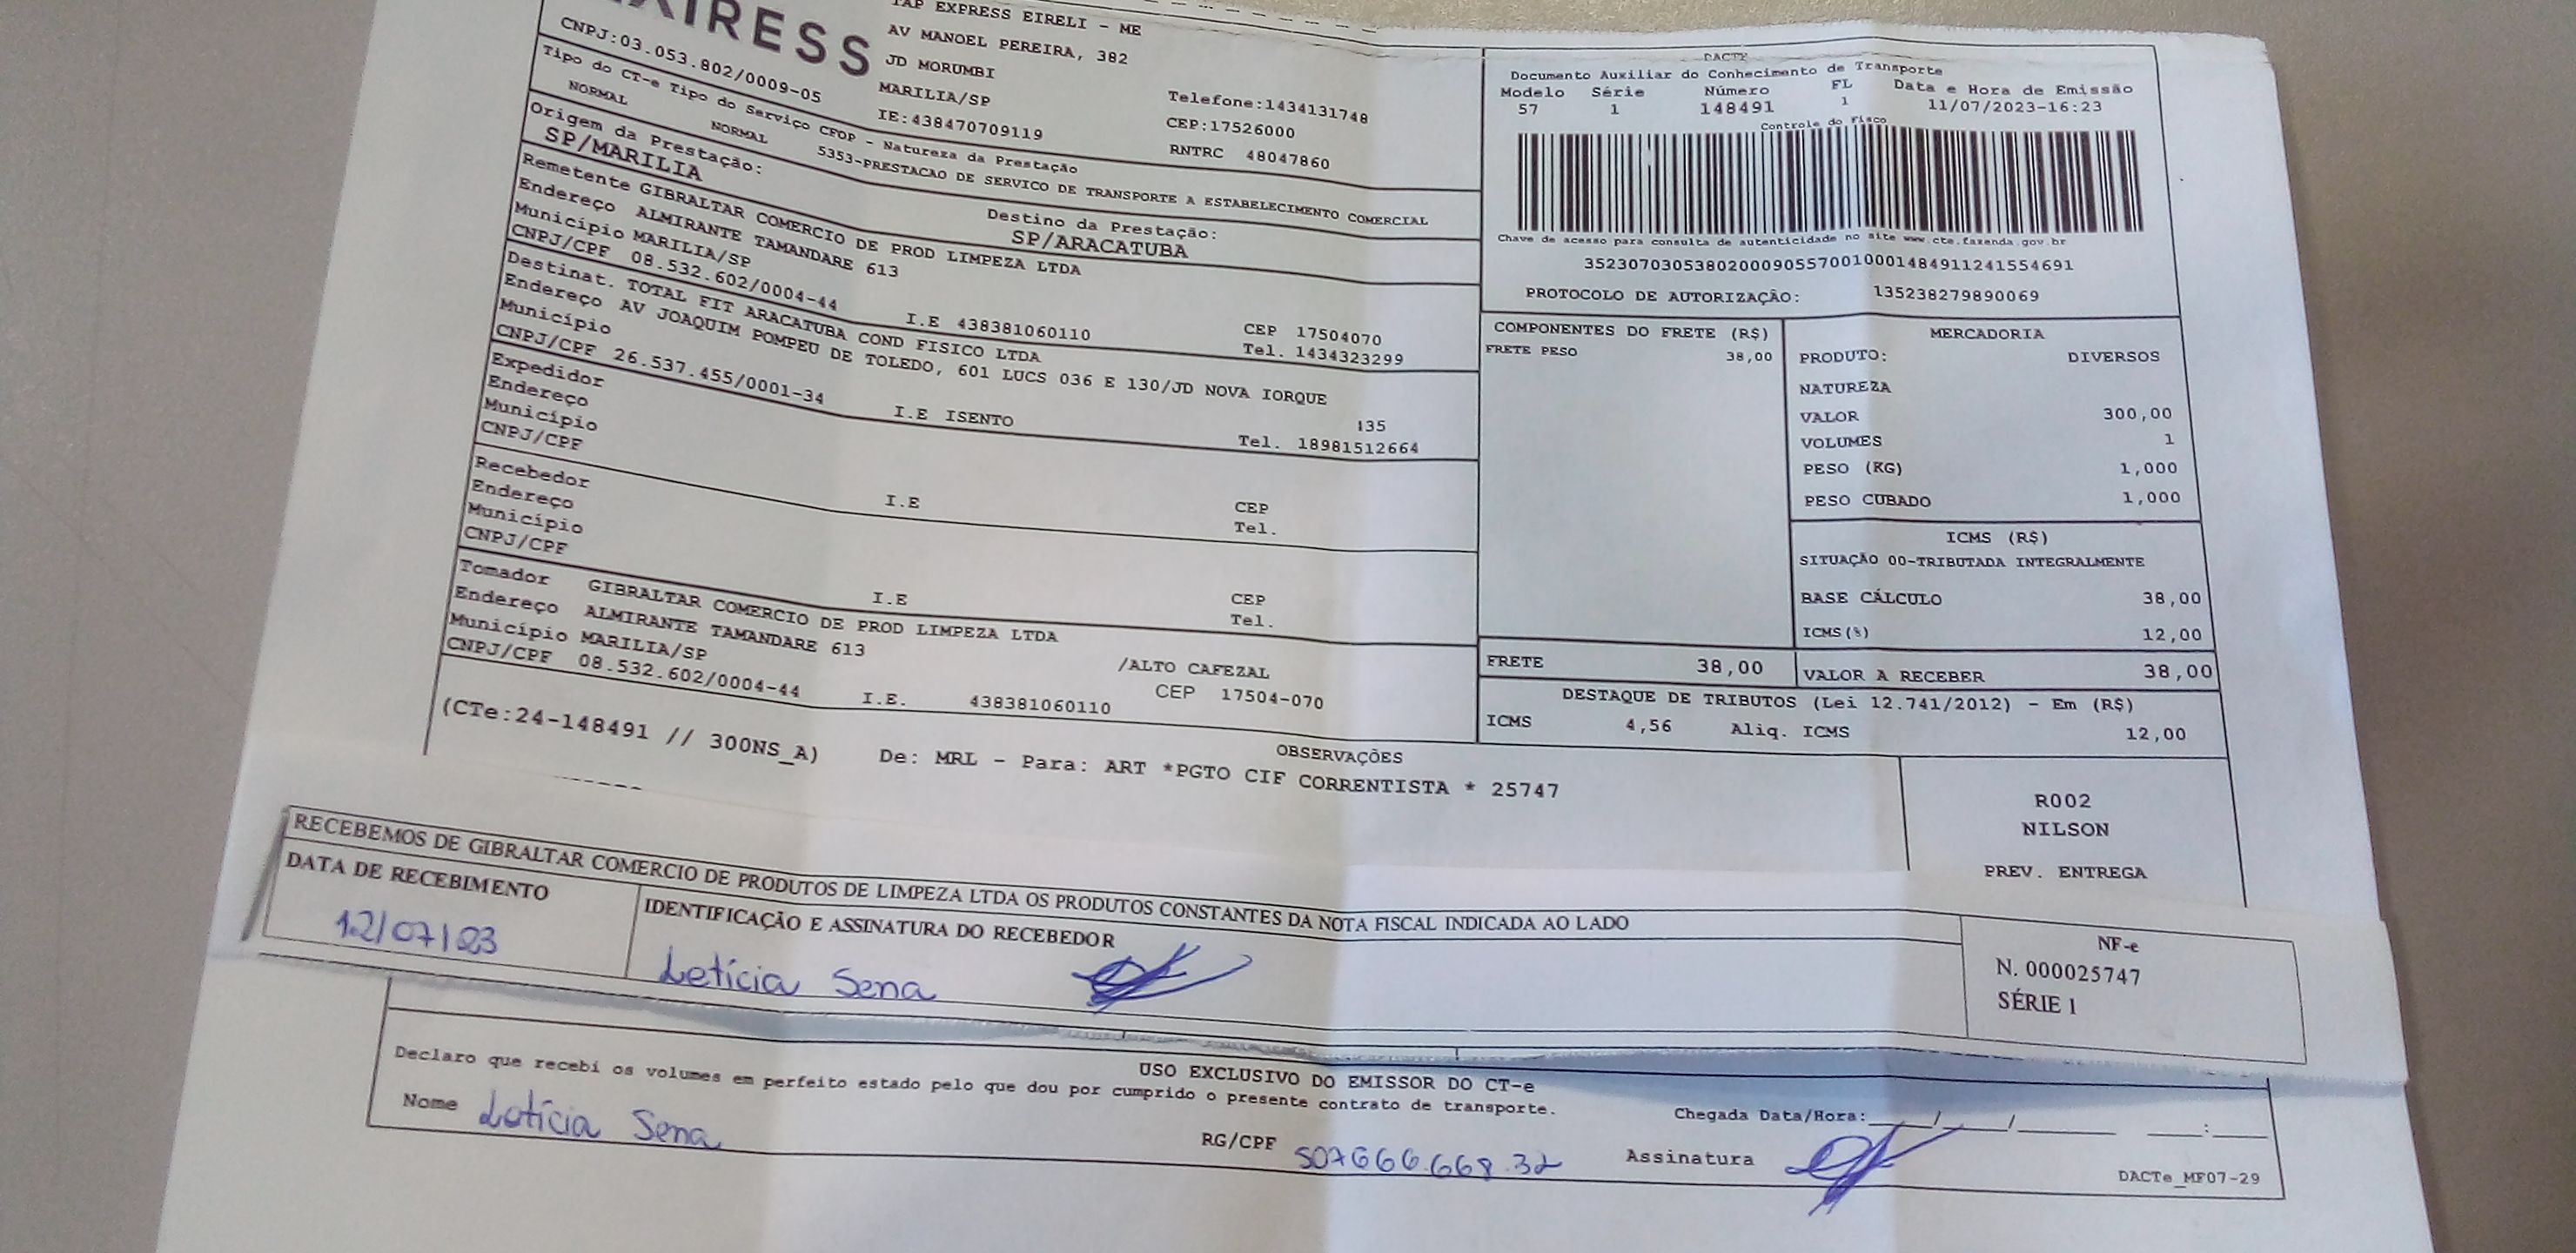 EXPRESS
TAP EXPRESS EIRELI - ME
AV MANOEL PEREIRA, 382
JD MORUMBI
MARILIA/SP
IE:438470709119
Telefone:1434131748
CEP:17526000
RNTRC 48047860
CNPJ:03.053.802/0009-05
Tipo do CT-e Tipo do Serviço CFOP - Natureza da Prestação
NORMAL NORMAL 5353-PRESTACAO DE SERVICO DE TRANSPORTE A ESTABELECIMENTO COMERCIAL
Origem da Prestação:
SP/MARILIA
Destino da Prestação:
SP/ARACATUBA
Remetente GIBRALTAR COMERCIO DE PROD LIMPEZA LTDA
Endereço ALMIRANTE TAMANDARE 613
Município MARILIA/SP CEP 17504070
CNPJ/CPF 08.532.602/0004-44 I.E 438381060110 Tel. 1434323299
Destinat. TOTAL FIT ARACATUBA COND FISICO LTDA
Endereço AV JOAQUIM POMPEU DE TOLEDO, 601 LUCS 036 E 130/JD NOVA IORQUE
Município 135
CNPJ/CPF 26.537.455/0001-34 I.E ISENTO Tel. 18981512664
Expedidor
Endereço
Município CEP
CNPJ/CPF I.E Tel.
Recebedor
Endereço
Município CEP
CNPJ/CPF I.E Tel.
Tomador GIBRALTAR COMERCIO DE PROD LIMPEZA LTDA
Endereço ALMIRANTE TAMANDARE 613 /ALTO CAFEZAL
Município MARILIA/SP CEP 17504-070
CNPJ/CPF 08.532.602/0004-44 I.E. 438381060110
DACTE
Documento Auxiliar do Conhecimento de Transporte
Modelo Série Número FL Data e Hora de Emissão
57 1 148491 1 11/07/2023-16:23
Controle do Fisco
Chave de acesso para consulta de autenticidade no site www.cte.fazenda.gov.br
35230703053802000905570010001484911241554691
PROTOCOLO DE AUTORIZAÇÃO: 135238279890069
COMPONENTES DO FRETE (R$)
FRETE PESO 38,00
MERCADORIA
PRODUTO: DIVERSOS
NATUREZA
VALOR 300,00
VOLUMES 1
PESO (KG) 1,000
PESO CUBADO 1,000
ICMS (R$)
SITUAÇÃO 00-TRIBUTADA INTEGRALMENTE
BASE CÁLCULO 38,00
ICMS(%) 12,00
FRETE 38,00 VALOR A RECEBER 38,00
DESTAQUE DE TRIBUTOS (Lei 12.741/2012) - Em (R$)
ICMS 4,56 Aliq. ICMS 12,00
OBSERVAÇÕES
(CTe:24-148491 // 300NS_A) De: MRL - Para: ART *PGTO CIF CORRENTISTA * 25747
R002
NILSON
PREV. ENTREGA
RECEBEMOS DE GIBRALTAR COMERCIO DE PRODUTOS DE LIMPEZA LTDA OS PRODUTOS CONSTANTES DA NOTA FISCAL INDICADA AO LADO
DATA DE RECEBIMENTO IDENTIFICAÇÃO E ASSINATURA DO RECEBEDOR
12/07/23 Letícia Sena
NF-e
N. 000025747
SÉRIE 1
USO EXCLUSIVO DO EMISSOR DO CT-e
Declaro que recebi os volumes em perfeito estado pelo que dou por cumprido o presente contrato de transporte.
Chegada Data/Hora:____/____/______ ___:___
Nome Letícia Sena RG/CPF 507666.668.32 Assinatura
DACTe_MF07-29